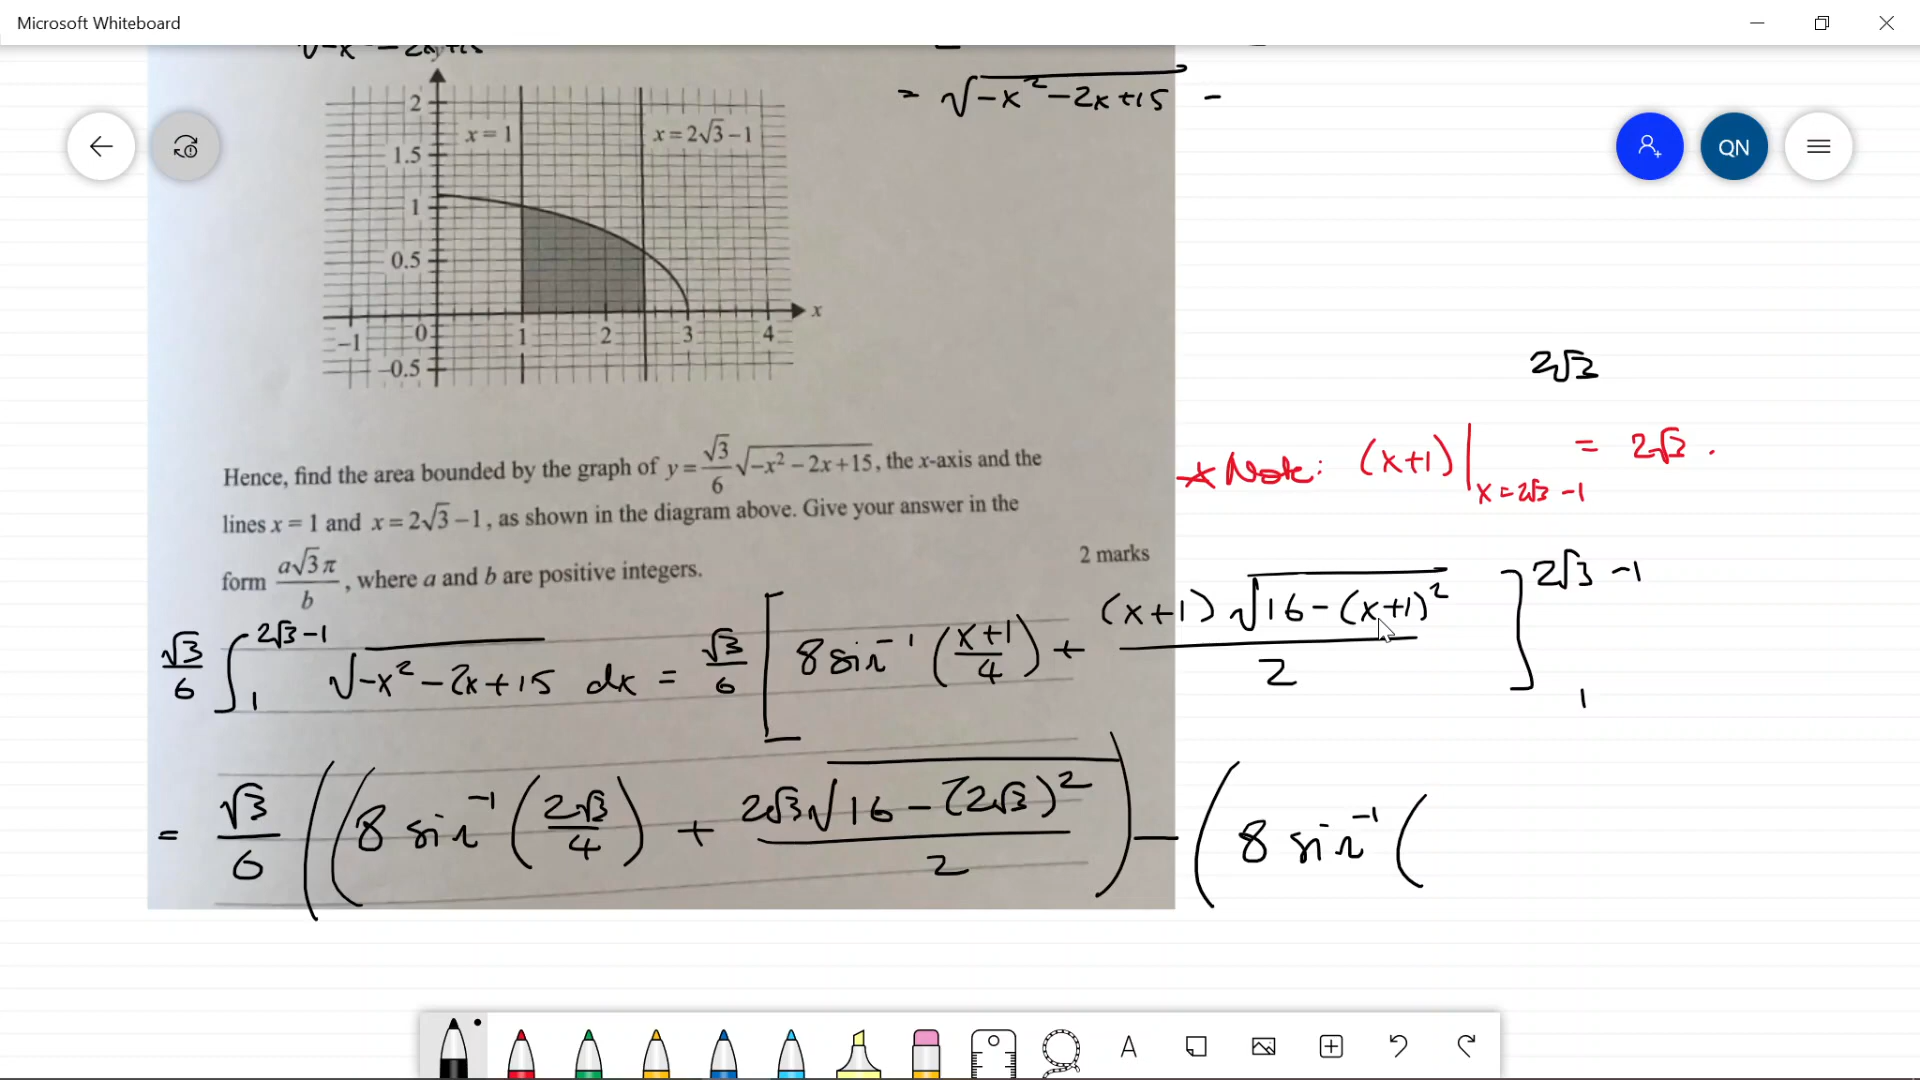 Microsoft Whiteboard
√-x² - 2x+15
= √-x²-2x+15 -
QN
y
2
1.5
1
0.5
-0.5
x = 1
x = 2√3 -1
-1 0 1 2 3 4 x
2√3
* Note: (x+1)|x=2√3 -1 = 2√3 .
Hence, find the area bounded by the graph of y = √3/6 √-x² - 2x+15, the x-axis and the
lines x = 1 and x = 2√3 -1, as shown in the diagram above. Give your answer in the
form a√3π/b, where a and b are positive integers.
2 marks
√3/6 ∫₁^(2√3-1) √-x²-2x+15 dx = √3/6 [8 sin⁻¹(x+1/4) + (x+1)√16-(x+1)²/2]₁^(2√3-1)
= √3/6 ((8 sin⁻¹(2√3/4) + 2√3√16-(2√3)²/2) - (8 sin⁻¹(
A